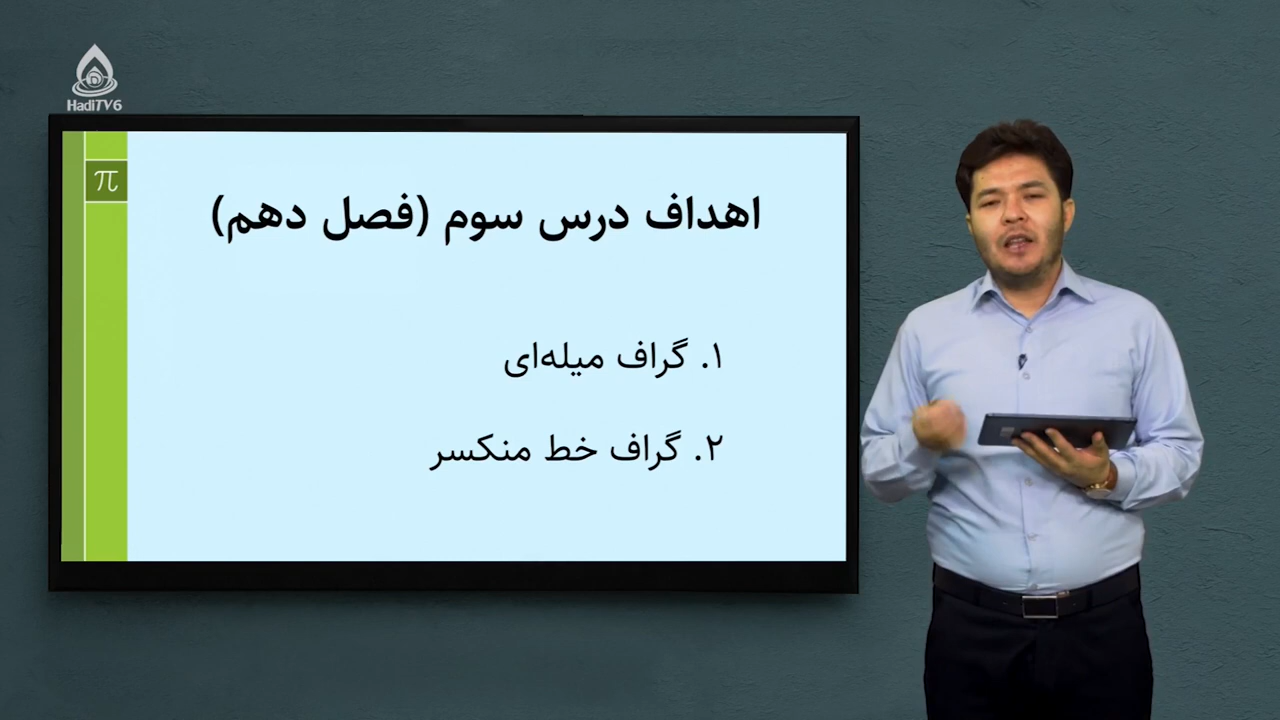 HadiTV6
π
اهداف درس سوم (فصل دهم)
۱. گراف میله‌ای
۲. گراف خط منکسر